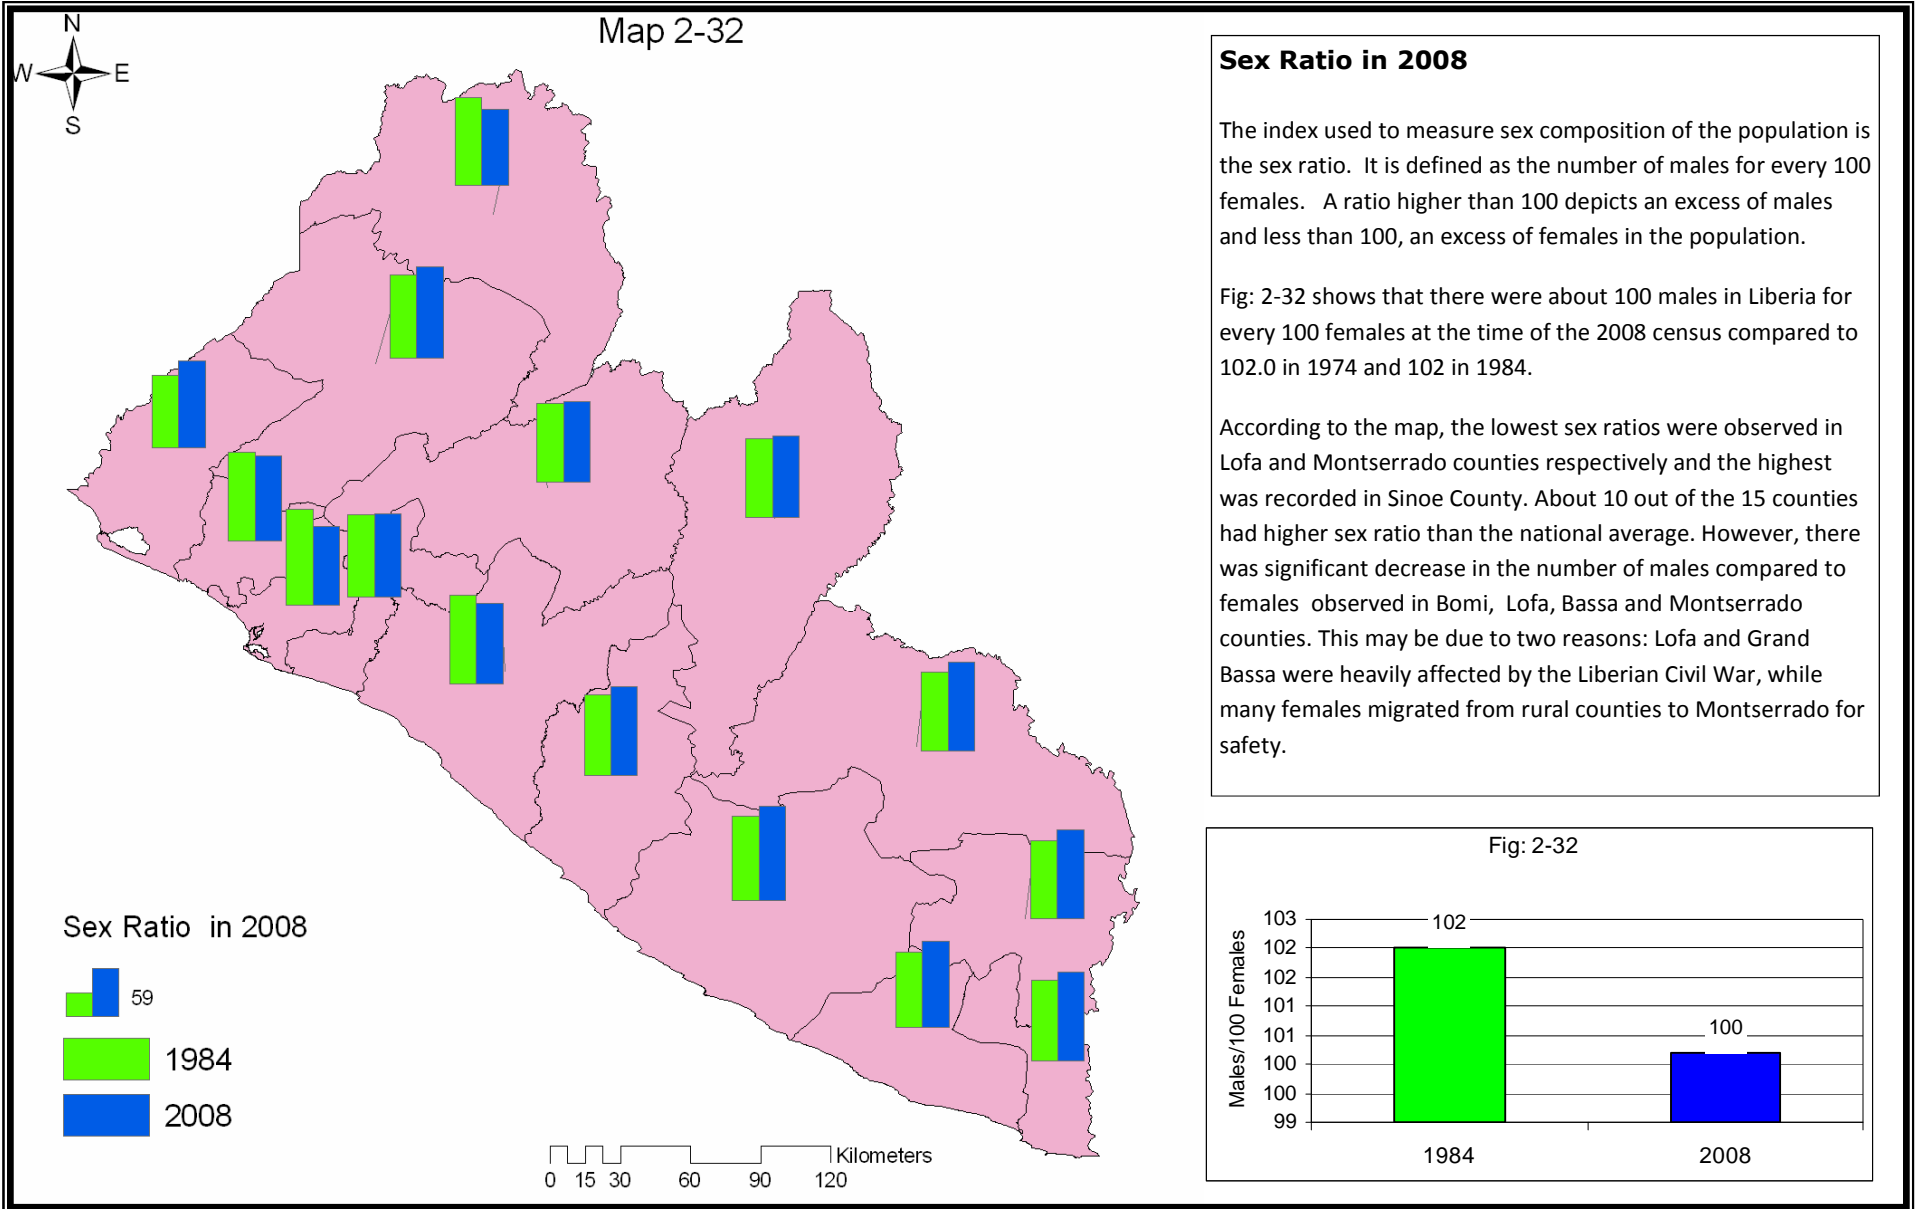 Map 2-32
N
W E
S
Sex Ratio in 2008
The index used to measure sex composition of the population is
the sex ratio. It is defined as the number of males for every 100
females. A ratio higher than 100 depicts an excess of males
and less than 100, an excess of females in the population.
Fig: 2-32 shows that there were about 100 males in Liberia for
every 100 females at the time of the 2008 census compared to
102.0 in 1974 and 102 in 1984.
According to the map, the lowest sex ratios were observed in
Lofa and Montserrado counties respectively and the highest
was recorded in Sinoe County. About 10 out of the 15 counties
had higher sex ratio than the national average. However, there
was significant decrease in the number of males compared to
females observed in Bomi, Lofa, Bassa and Montserrado
counties. This may be due to two reasons: Lofa and Grand
Bassa were heavily affected by the Liberian Civil War, while
many females migrated from rural counties to Montserrado for
safety.
Sex Ratio in 2008
59
1984
2008
Kilometers
0 15 30 60 90 120
Fig: 2-32
Males/100 Females
103
102
102
101
101
100
100
99
102
100
1984 2008